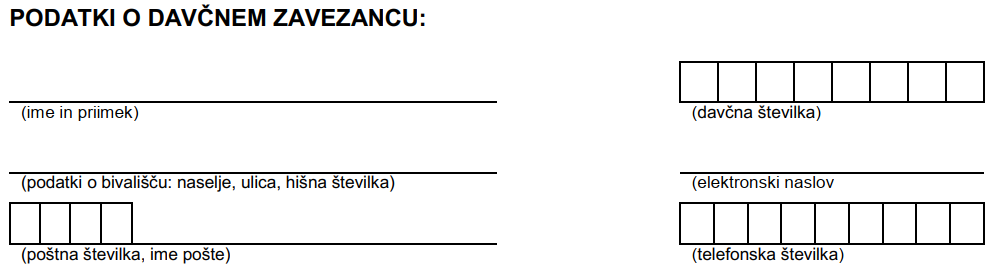 PODATKI O DAVČNEM ZAVEZANCU:
(ime in priimek)
(davčna številka)
(podatki o bivališču: naselje, ulica, hišna številka)
(elektronski naslov
(poštna številka, ime pošte)
(telefonska številka)